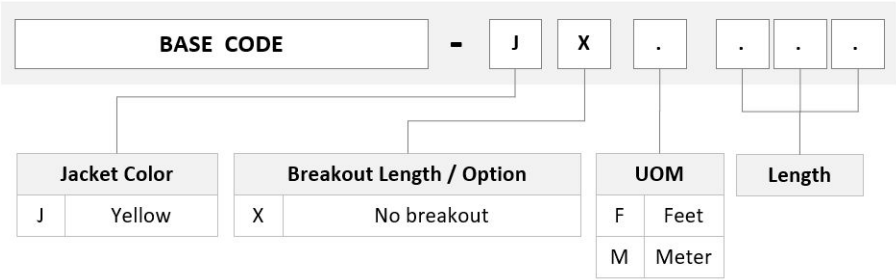 BASE CODE - J X . . . .
Jacket Color
J Yellow
Breakout Length / Option
X No breakout
UOM
F Feet
M Meter
Length